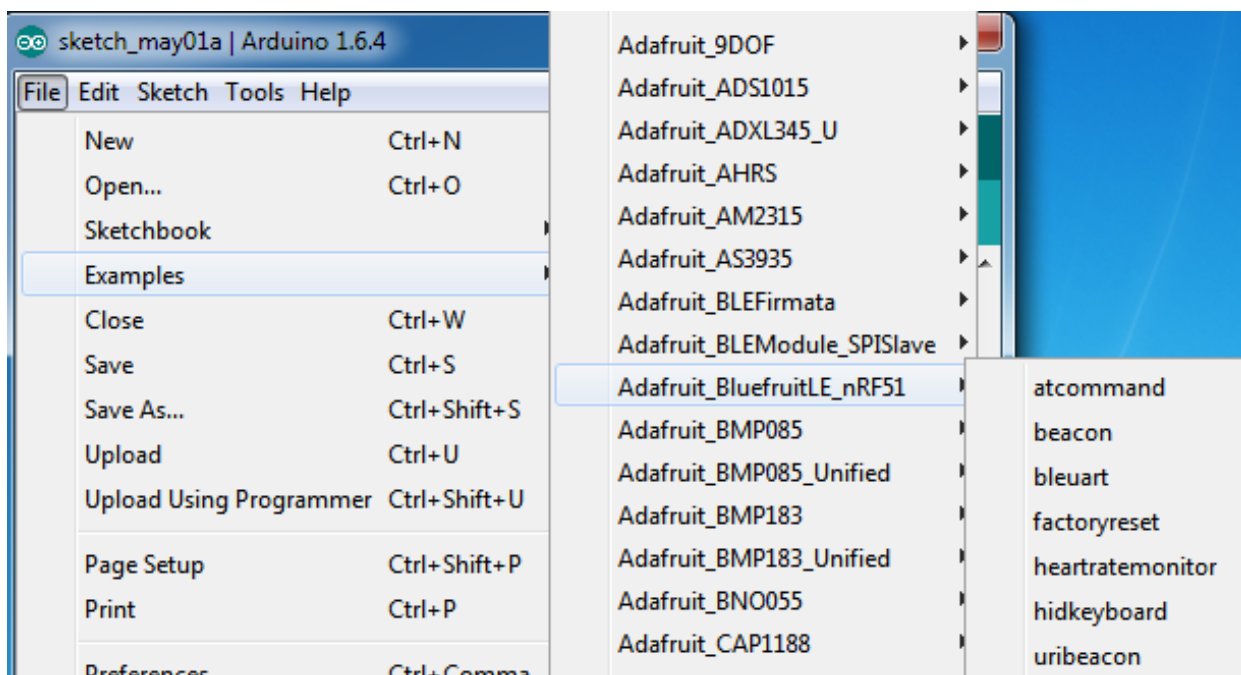 sketch_may01a | Arduino 1.6.4
File Edit Sketch Tools Help
New Ctrl+N
Open... Ctrl+O
Sketchbook
Examples
Close Ctrl+W
Save Ctrl+S
Save As... Ctrl+Shift+S
Upload Ctrl+U
Upload Using Programmer Ctrl+Shift+U
Page Setup Ctrl+Shift+P
Print Ctrl+P
Preferences Ctrl+Comma
Adafruit_9DOF
Adafruit_ADS1015
Adafruit_ADXL345_U
Adafruit_AHRS
Adafruit_AM2315
Adafruit_AS3935
Adafruit_BLEFirmata
Adafruit_BLEModule_SPISlave
Adafruit_BluefruitLE_nRF51
Adafruit_BMP085
Adafruit_BMP085_Unified
Adafruit_BMP183
Adafruit_BMP183_Unified
Adafruit_BNO055
Adafruit_CAP1188
atcommand
beacon
bleuart
factoryreset
heartratemonitor
hidkeyboard
uribeacon